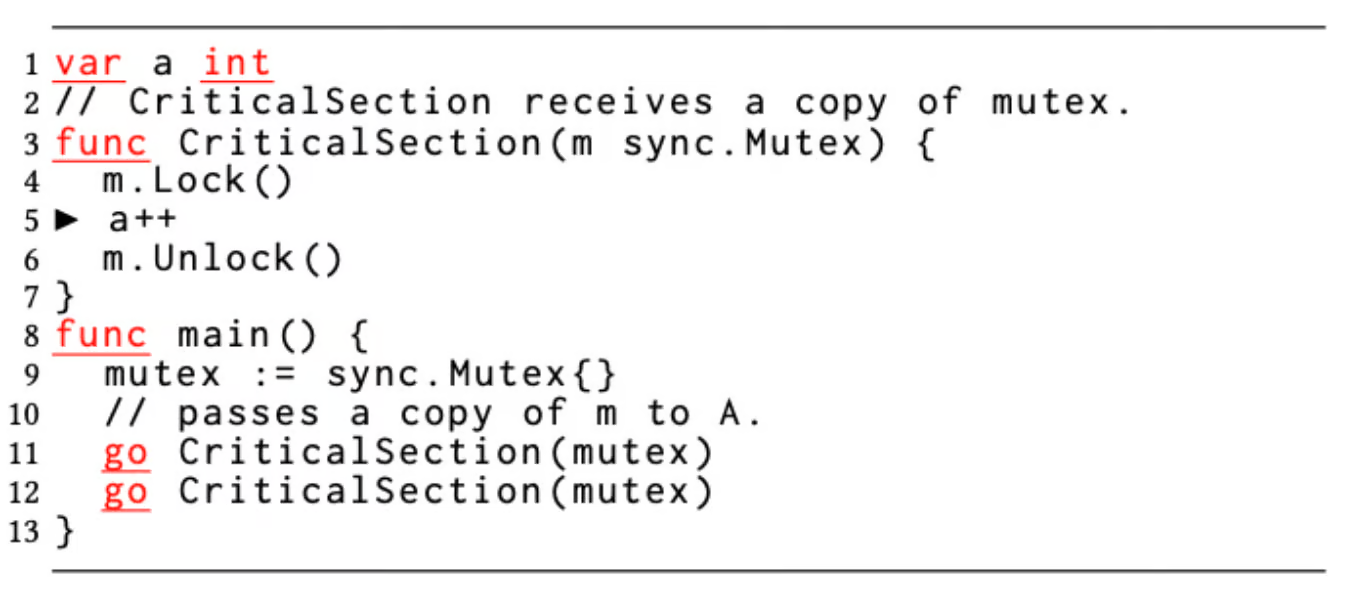 1 var a int
2 // CriticalSection receives a copy of mutex.
3 func CriticalSection(m sync.Mutex) {
4 m.Lock()
5 ► a++
6 m.Unlock()
7 }
8 func main() {
9 mutex := sync.Mutex{}
10 // passes a copy of m to A.
11 go CriticalSection(mutex)
12 go CriticalSection(mutex)
13 }